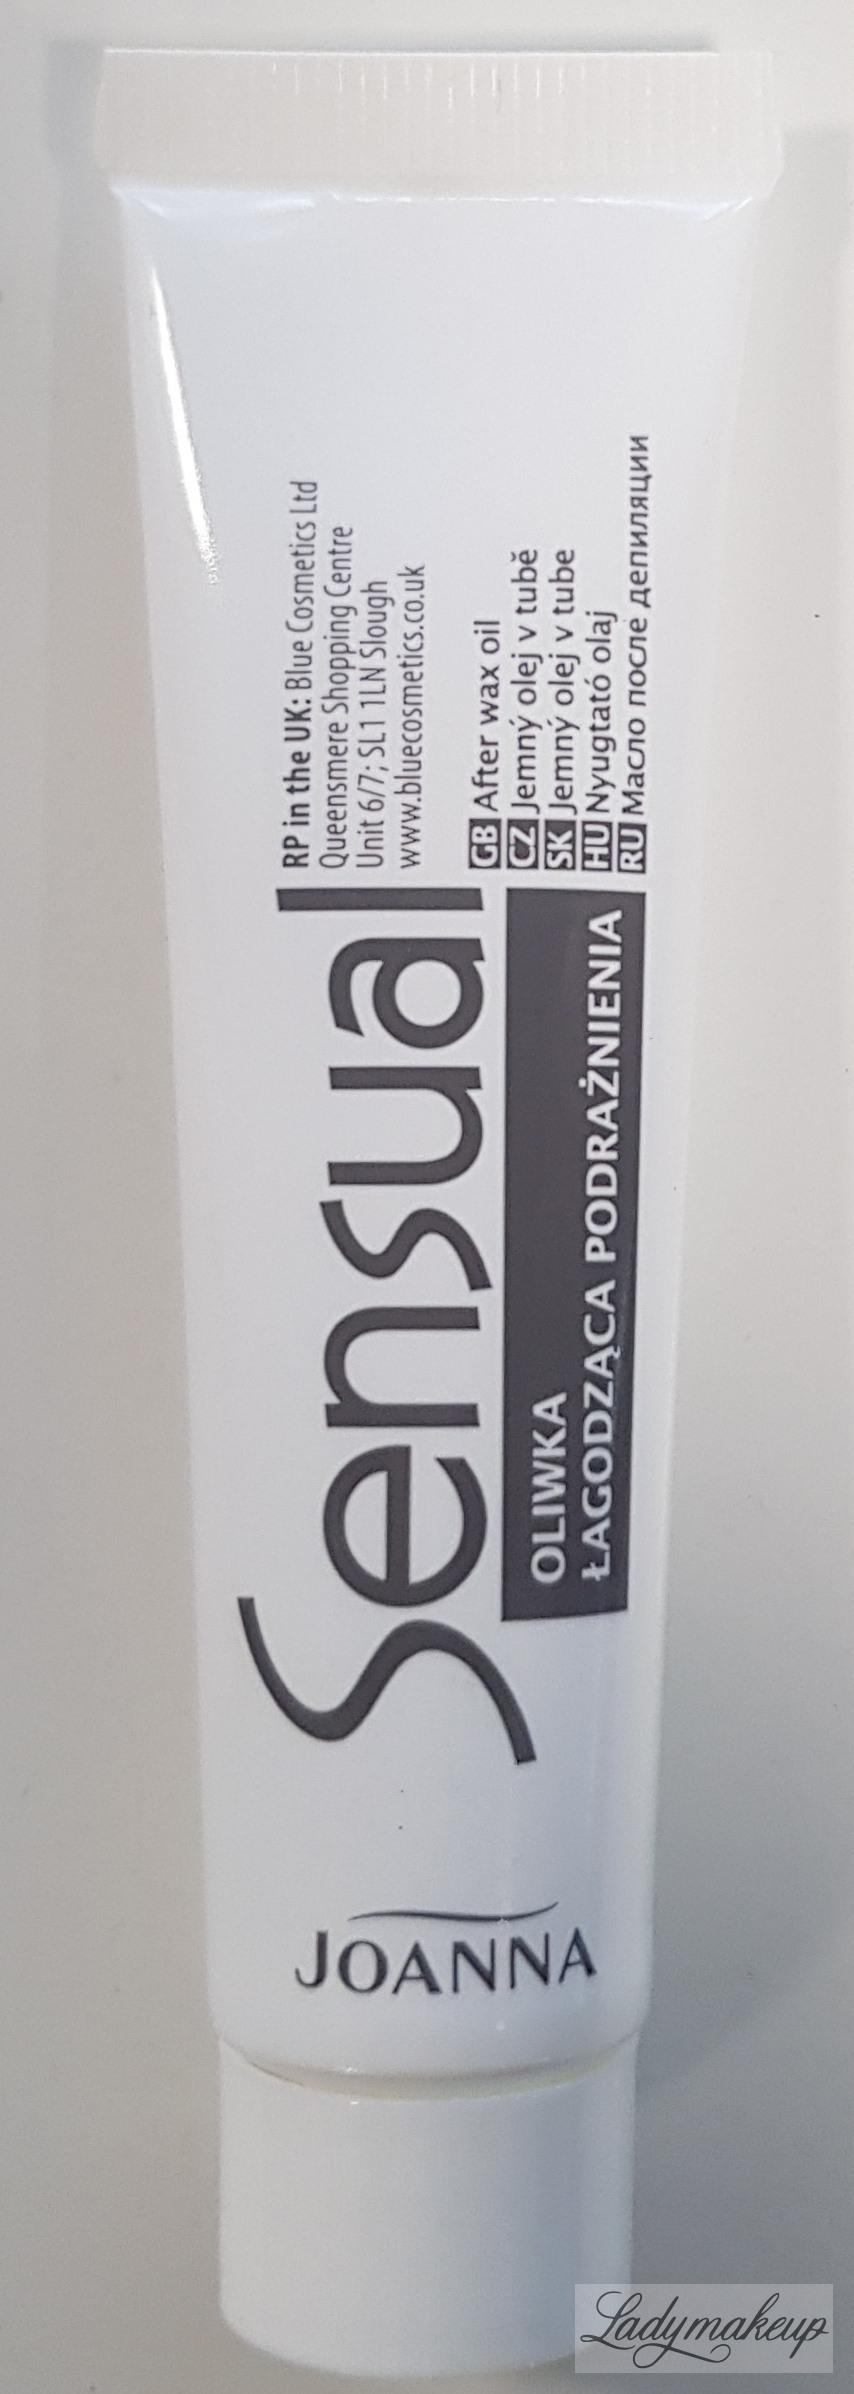 JOANNA
Sensual
OLIWKA
ŁAGODZĄCA PODRAŻNIENIA
RP in the UK: Blue Cosmetics Ltd
Queensmere Shopping Centre
Unit 6/7; SL1 1LN Slough
www.bluecosmetics.co.uk
GB After wax oil
CZ Jemný olej v tubě
SK Jemný olej v tube
HU Nyugtató olaj
RU Масло после депиляции
Ladymakeup